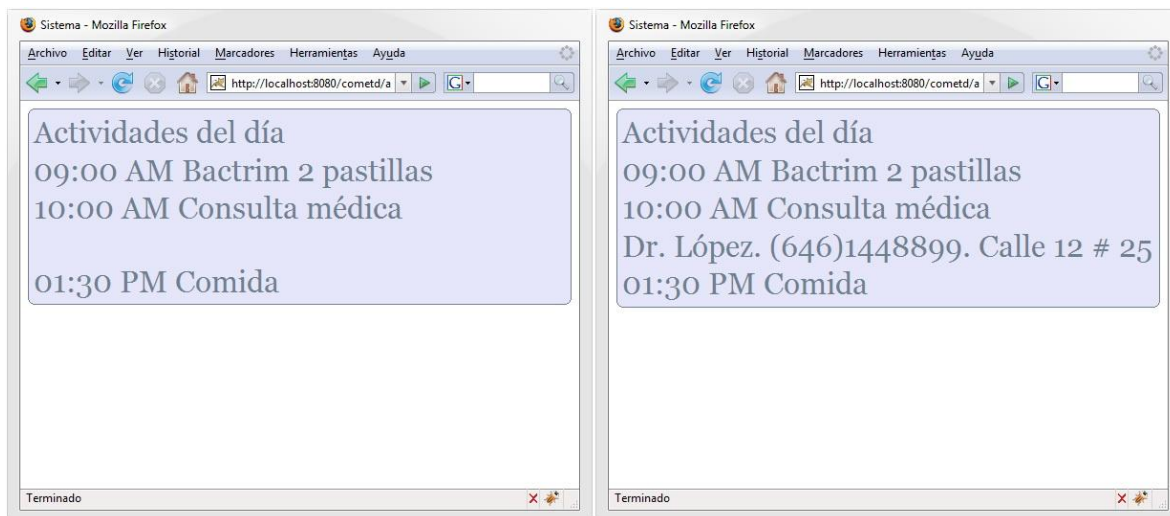 Sistema - Mozilla Firefox
Archivo Editar Ver Historial Marcadores Herramientas Ayuda
http://localhost:8080/cometd/a
G
Actividades del día
09:00 AM Bactrim 2 pastillas
10:00 AM Consulta médica
01:30 PM Comida
Terminado
Sistema - Mozilla Firefox
Archivo Editar Ver Historial Marcadores Herramientas Ayuda
http://localhost:8080/cometd/a
G
Actividades del día
09:00 AM Bactrim 2 pastillas
10:00 AM Consulta médica
Dr. López. (646)1448899. Calle 12 # 25
01:30 PM Comida
Terminado